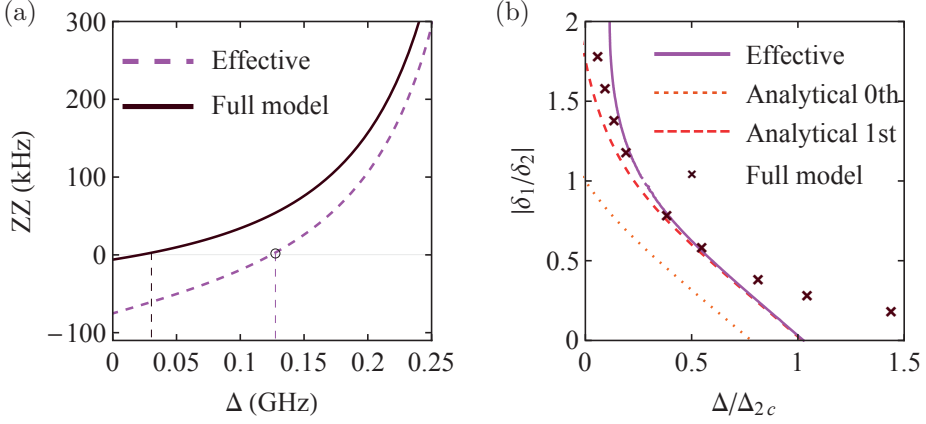 (a)
300
200
100
0
− 100
ZZ (kHz)
Effective
Full model
0
0.05
0.1
0.15
0.2
0.25
Δ (GHz)
(b)
2
1.5
1
0.5
0
|δ1/δ2|
Effective
Analytical 0th
Analytical 1st
Full model
0
0.5
1
1.5
Δ/Δ2 c